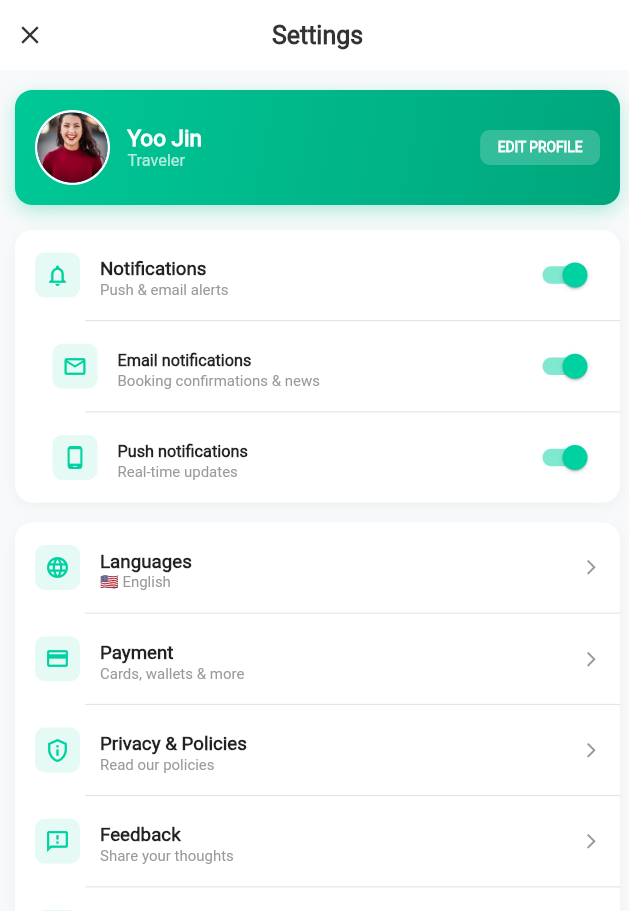 Settings
Yoo Jin
Traveler
EDIT PROFILE
Notifications
Push & email alerts
Email notifications
Booking confirmations & news
Push notifications
Real-time updates
Languages
🇺🇸 English
Payment
Cards, wallets & more
Privacy & Policies
Read our policies
Feedback
Share your thoughts